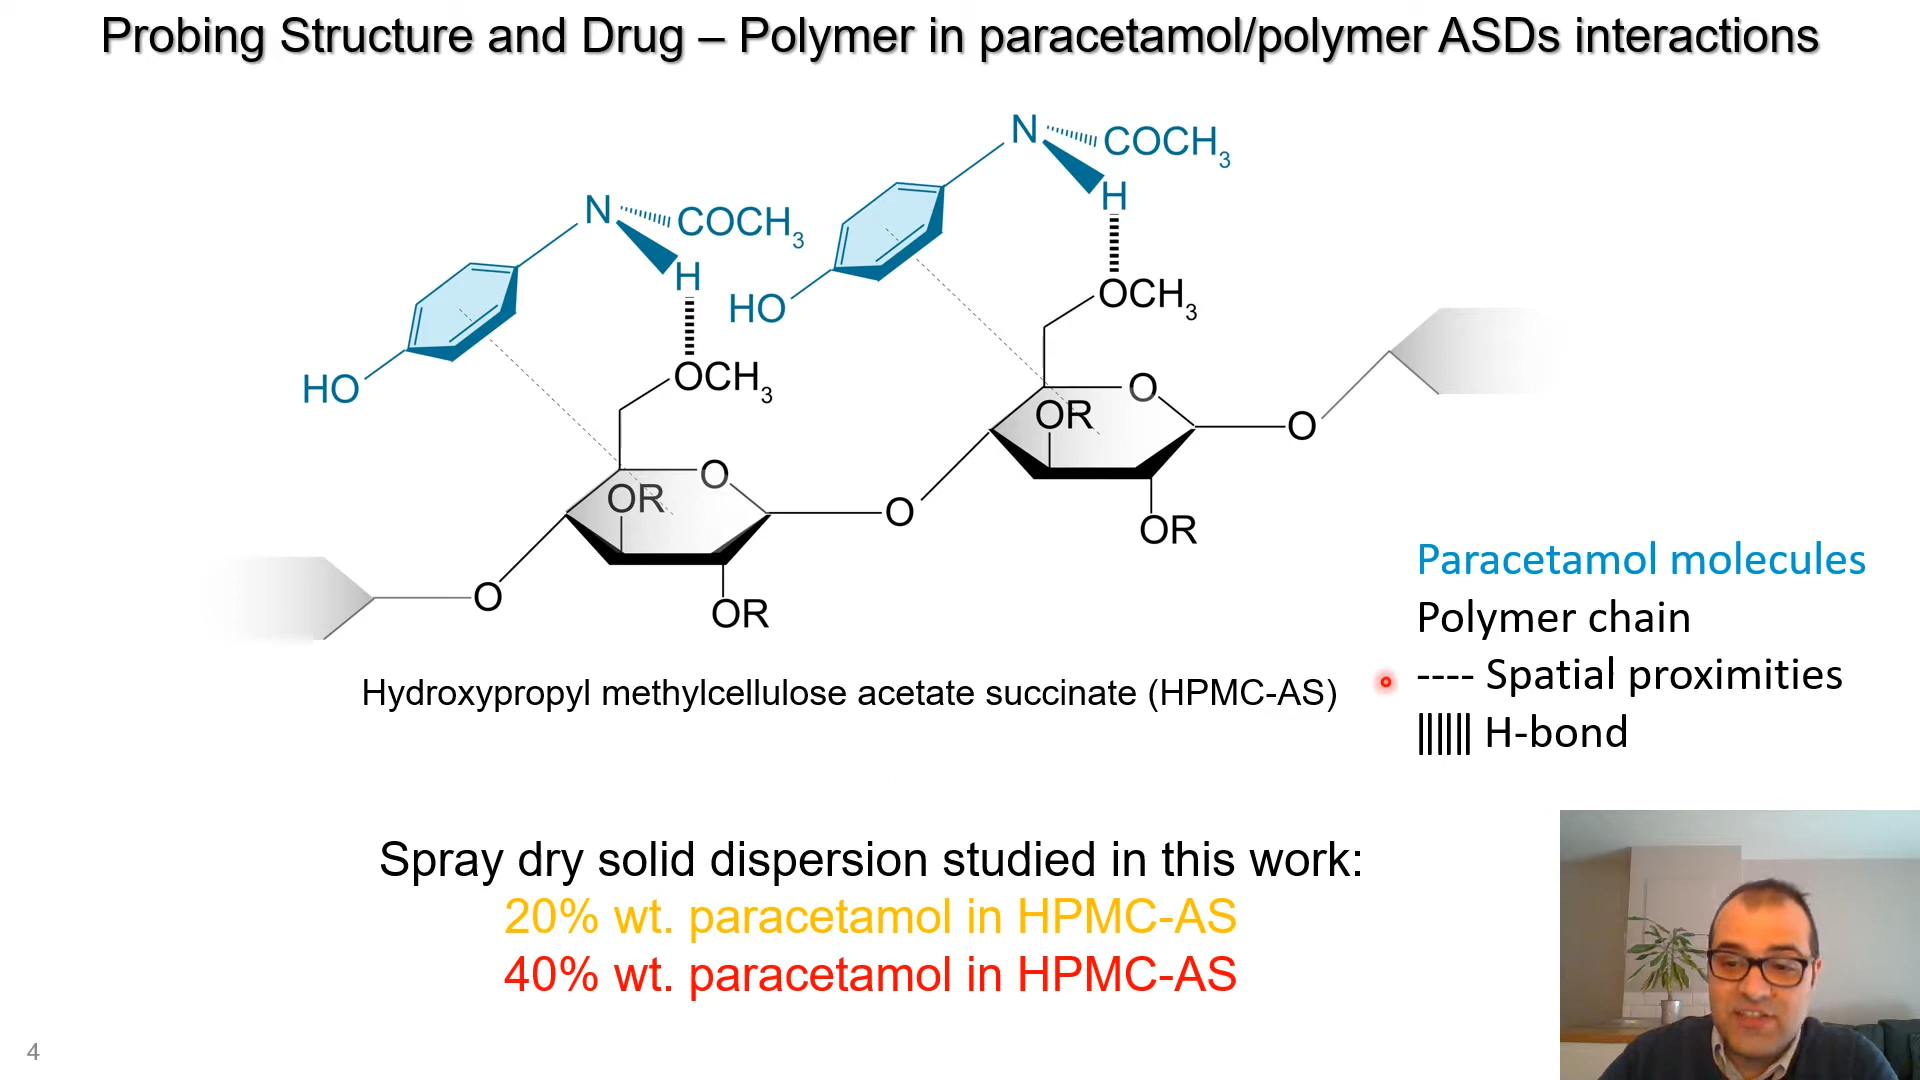 Probing Structure and Drug – Polymer in paracetamol/polymer ASDs interactions
N
COCH3
H
N
COCH3
H
HO
OCH3
HO
OCH3
O
OR
O
O
OR
O
OR
O
OR
Paracetamol molecules
Polymer chain
---- Spatial proximities
|||||| H-bond
Hydroxypropyl methylcellulose acetate succinate (HPMC-AS)
Spray dry solid dispersion studied in this work:
20% wt. paracetamol in HPMC-AS
40% wt. paracetamol in HPMC-AS
4